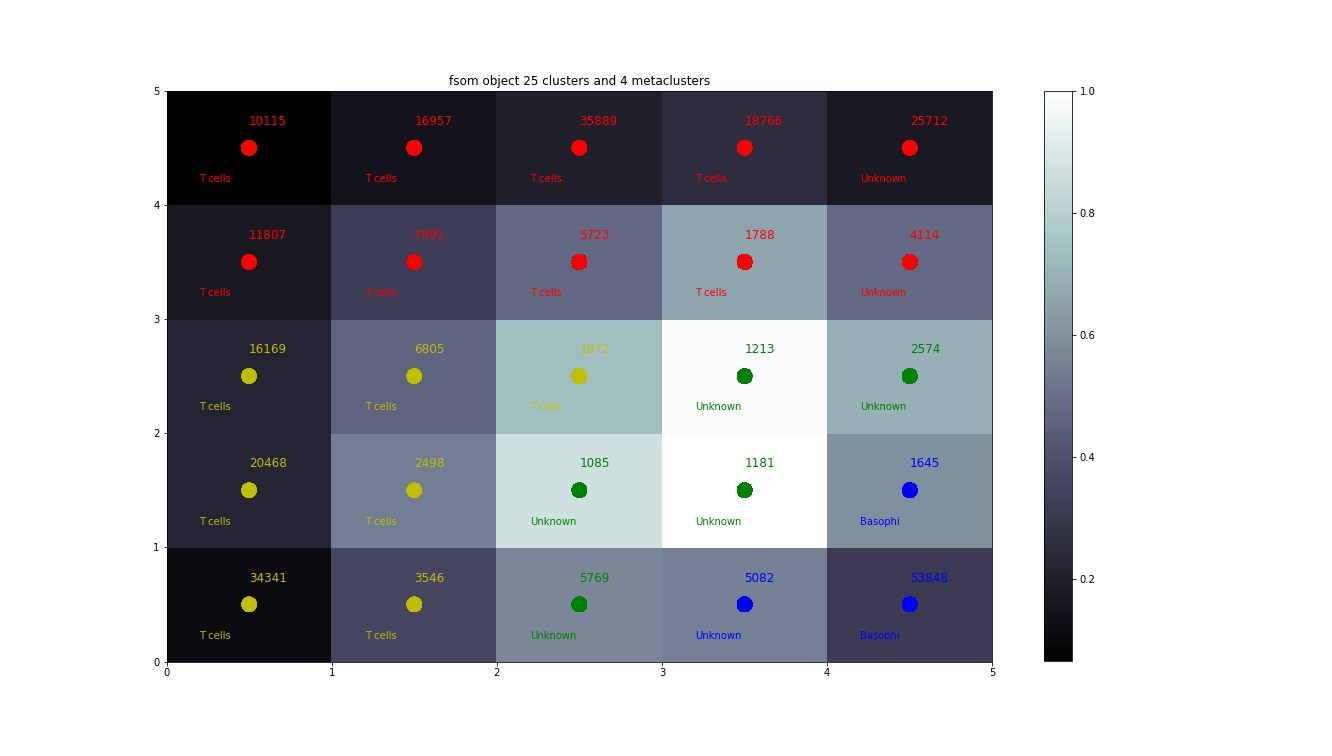 fsom object 25 clusters and 4 metaclusters
5
10115 16957 35889 18766 25712
T cells T cells T cells T cells Unknown
4
11807 7991 5723 1788 4114
T cells T cells T cells T cells Unknown
3
16169 6805 1872 1213 2574
T cells T cells T cells Unknown Unknown
2
20468 2498 1085 1181 1645
T cells T cells Unknown Unknown Basophi
1
34341 3546 5769 5082 53848
T cells T cells Unknown Unknown Basophi
0
0 1 2 3 4 5
1.0
0.8
0.6
0.4
0.2